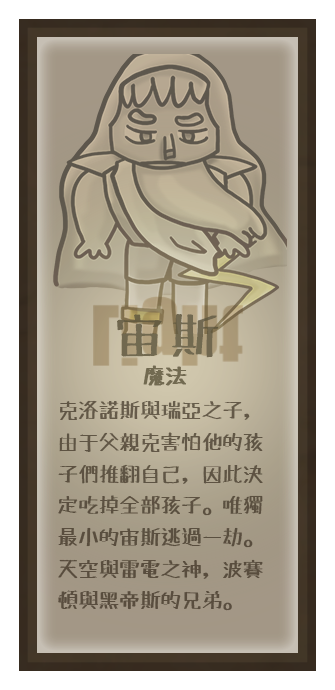 宙斯
魔法
克洛諾斯與瑞亞之子，
由于父親克害怕他的孩
子們推翻自己，因此決
定吃掉全部孩子。唯獨
最小的宙斯逃過一劫。
天空與雷電之神，波賽
頓與黑帝斯的兄弟。